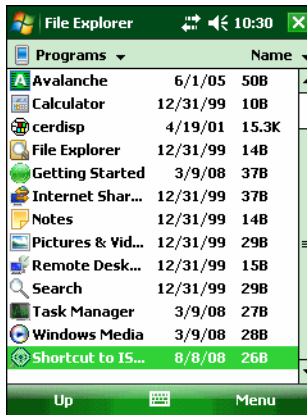 File Explorer 10:30
Programs Name
Avalanche 6/1/05 50B
Calculator 12/31/99 10B
cerdisp 4/19/01 15.3K
File Explorer 12/31/99 14B
Getting Started 3/9/08 37B
Internet Shar... 12/31/99 37B
Notes 12/31/99 14B
Pictures & Vid... 12/31/99 29B
Remote Desk... 12/31/99 15B
Search 12/31/99 29B
Task Manager 3/9/08 27B
Windows Media 3/9/08 28B
Shortcut to IS... 8/8/08 26B
Up Menu